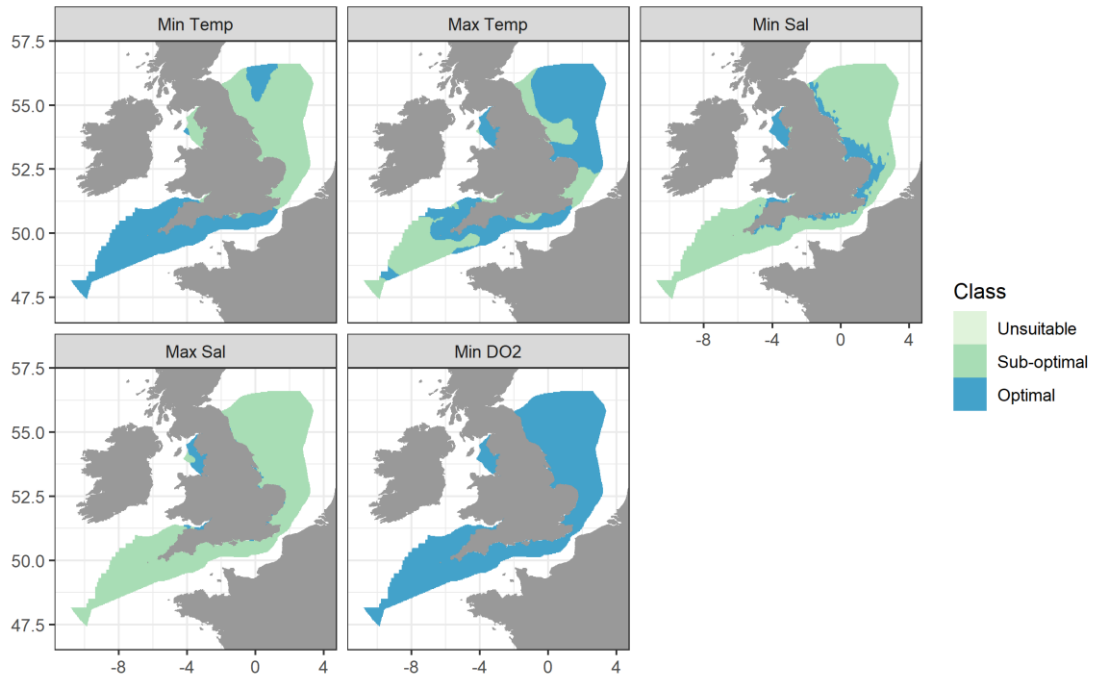 Min Temp
Max Temp
Min Sal
57.5
55.0
52.5
50.0
47.5
-8
-4
0
4
Max Sal
Min DO2
57.5
55.0
52.5
50.0
47.5
-8
-4
0
4
-8
-4
0
4
Class
Unsuitable
Sub-optimal
Optimal